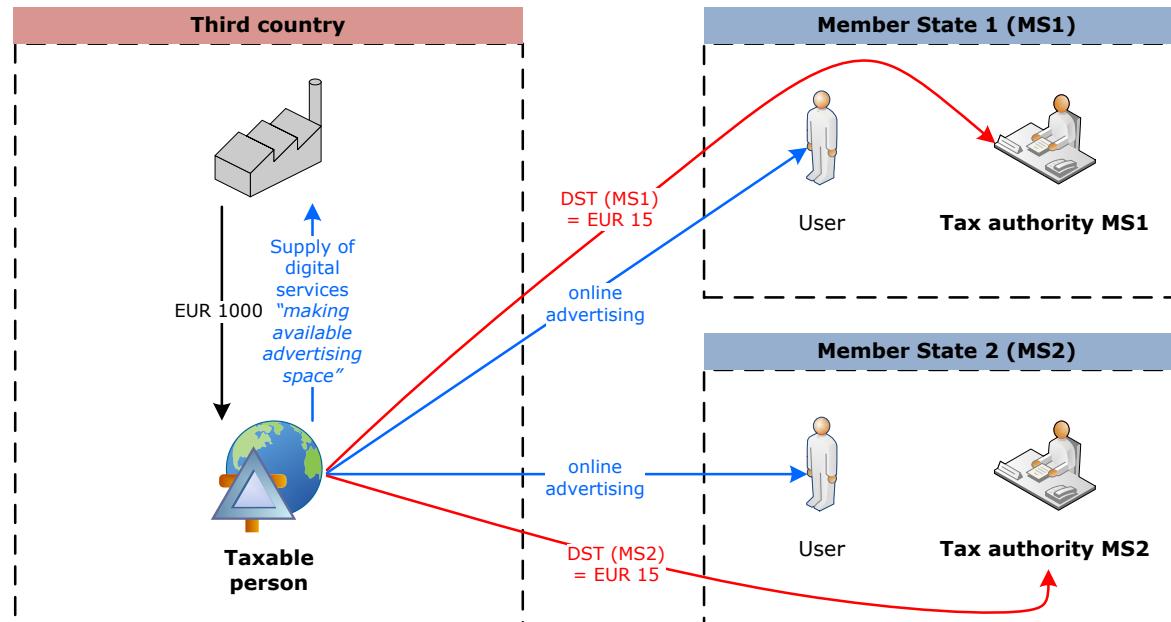 Third country
Member State 1 (MS1)
DST (MS1)
= EUR 15
User
Tax authority MS1
Supply of
digital
services
“making
available
advertising
space”
EUR 1000
online
advertising
Member State 2 (MS2)
online
advertising
Taxable
person
DST (MS2)
= EUR 15
User
Tax authority MS2